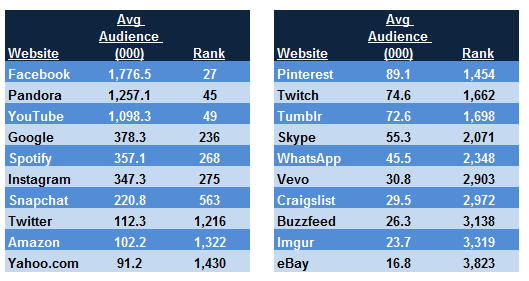 Website Avg Audience (000) Rank
Facebook 1,776.5 27
Pandora 1,257.1 45
YouTube 1,098.3 49
Google 378.3 236
Spotify 357.1 268
Instagram 347.3 275
Snapchat 220.8 563
Twitter 112.3 1,216
Amazon 102.2 1,322
Yahoo.com 91.2 1,430
Website Avg Audience (000) Rank
Pinterest 89.1 1,454
Twitch 74.6 1,662
Tumblr 72.6 1,698
Skype 55.3 2,071
WhatsApp 45.5 2,348
Vevo 30.8 2,903
Craigslist 29.5 2,972
Buzzfeed 26.3 3,138
Imgur 23.7 3,319
eBay 16.8 3,823